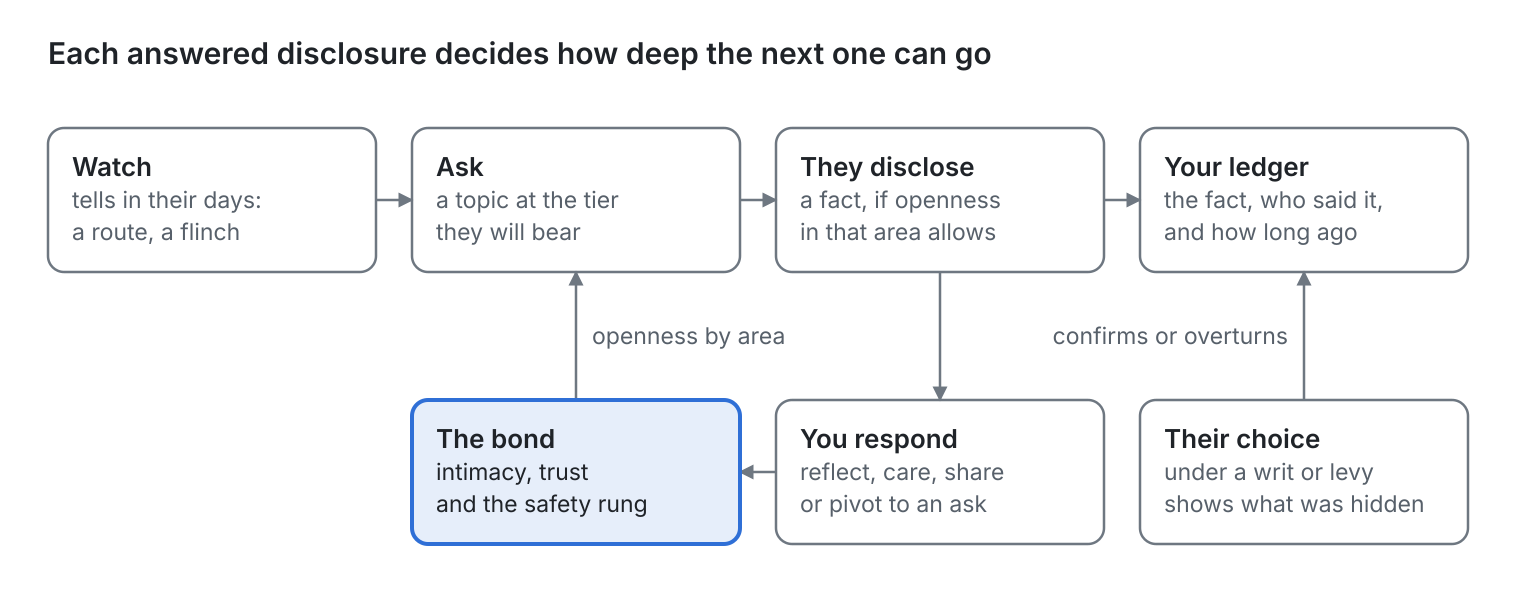 Each answered disclosure decides how deep the next one can go
Watch
tells in their days:
a route, a flinch
Ask
a topic at the tier
they will bear
They disclose
a fact, if openness
in that area allows
Your ledger
the fact, who said it,
and how long ago
openness by area
confirms or overturns
The bond
intimacy, trust
and the safety rung
You respond
reflect, care, share
or pivot to an ask
Their choice
under a writ or levy
shows what was hidden